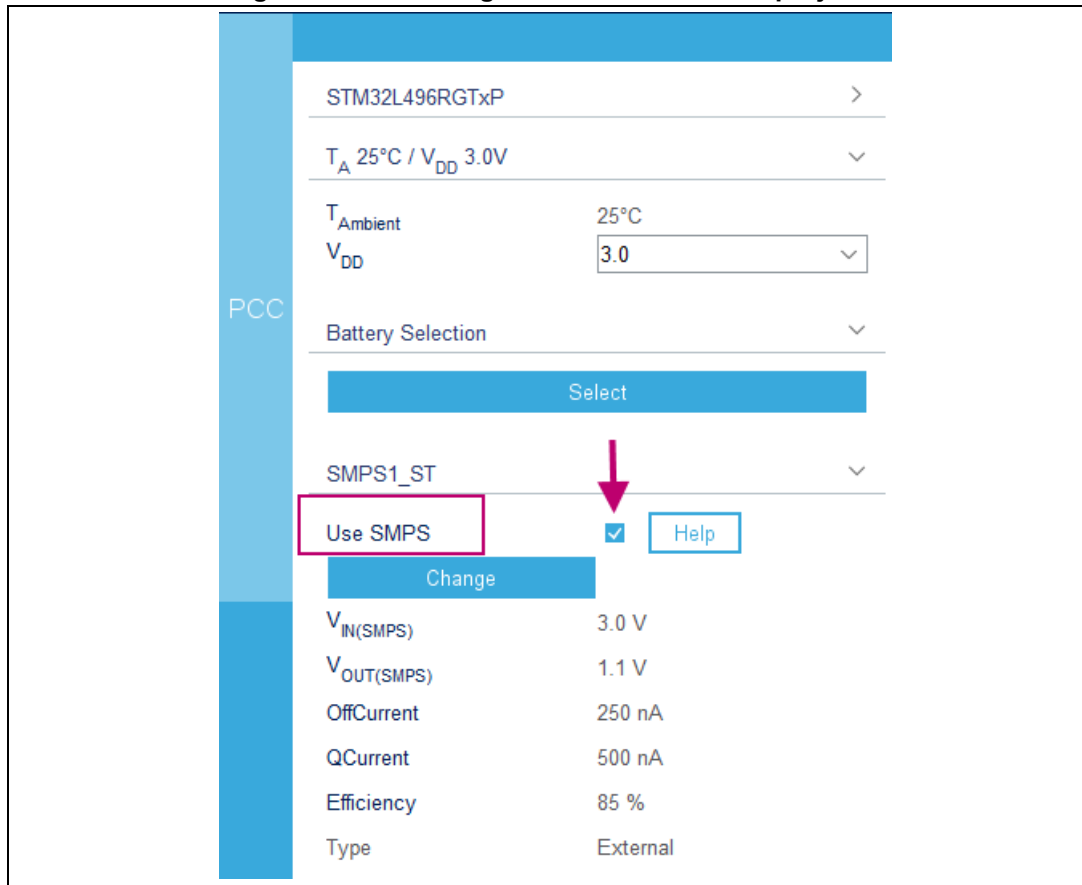 STM32L496RGTxP
TA 25°C / VDD 3.0V
TAmbient 25°C
VDD 3.0
PCC
Battery Selection
Select
SMPS1_ST
Use SMPS Help
Change
VIN(SMPS) 3.0 V
VOUT(SMPS) 1.1 V
OffCurrent 250 nA
QCurrent 500 nA
Efficiency 85 %
Type External